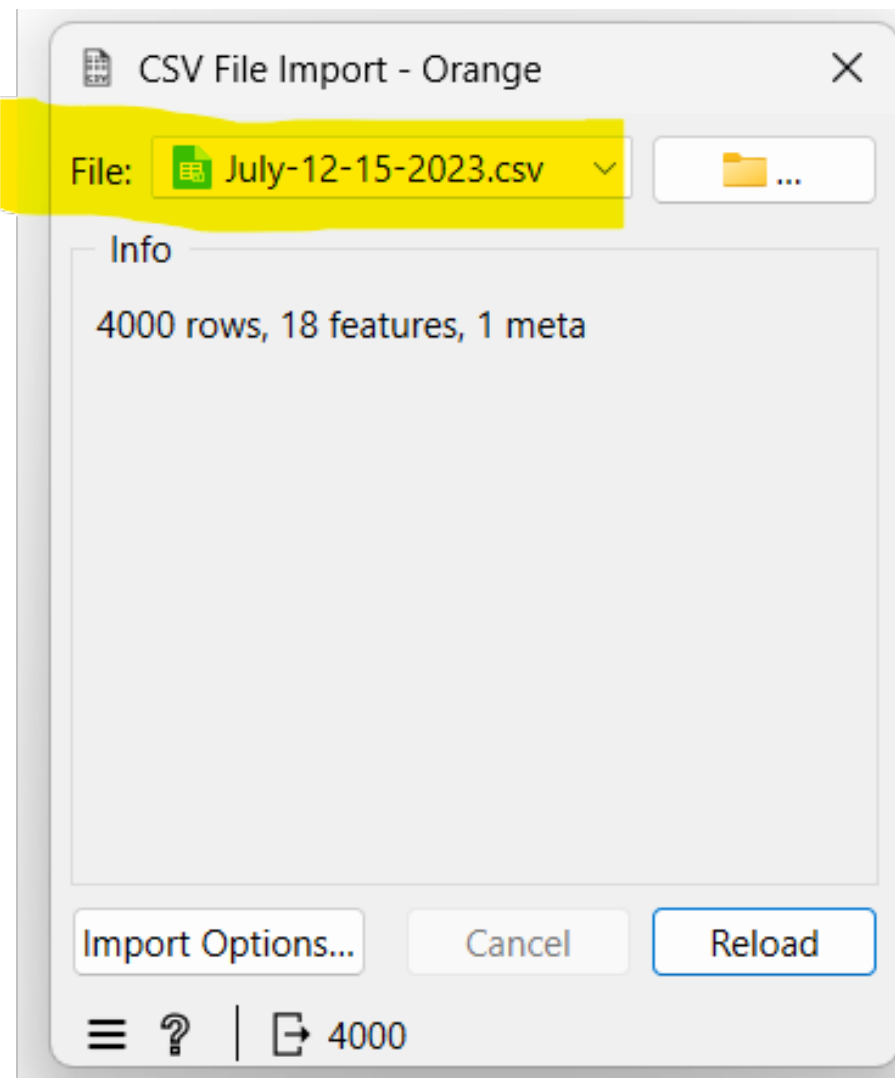 CSV File Import - Orange
File: July-12-15-2023.csv ...
Info
4000 rows, 18 features, 1 meta
Import Options... Cancel Reload
? 4000